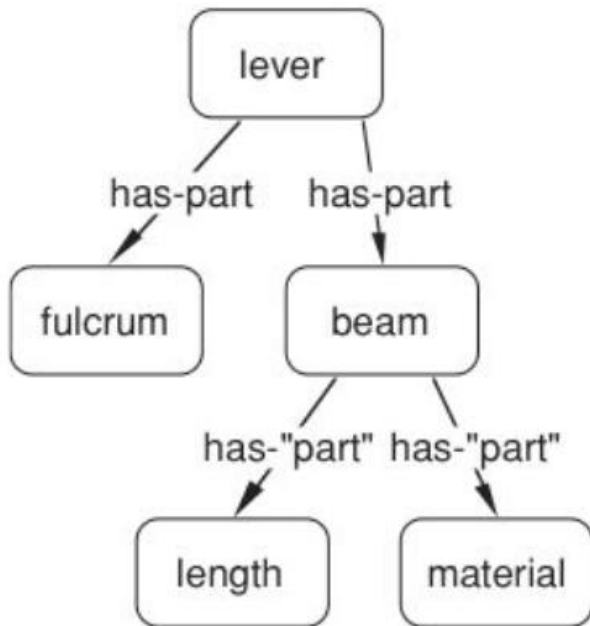 lever
has-part has-part
fulcrum beam
has-"part" has-"part"
length material